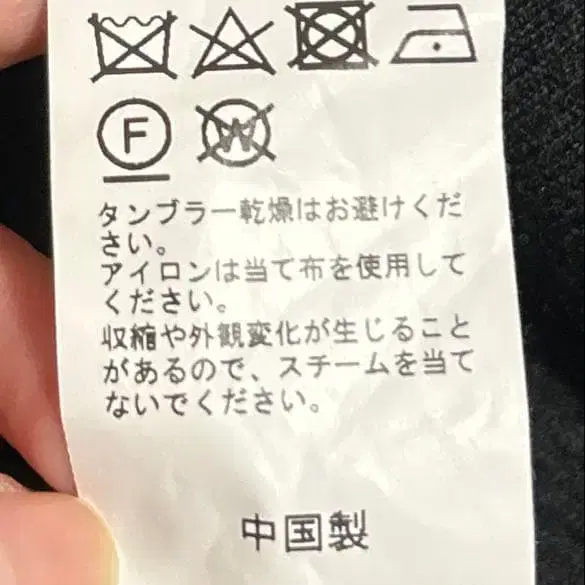 F W
タンブラー乾燥はお避けくだ
さい。
アイロンは当て布を使用して
ください。
収縮や外観変化が生じること
があるので、スチームを当て
ないでください。
中国製